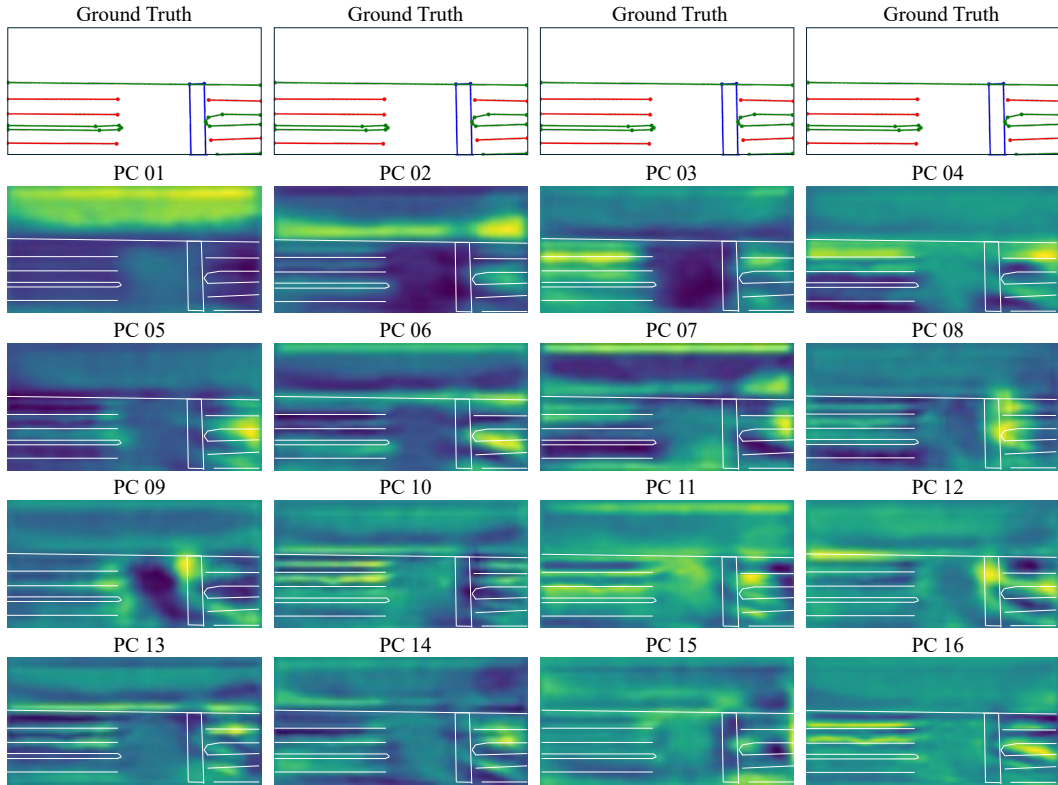 Ground Truth Ground Truth Ground Truth Ground Truth
PC 01 PC 02 PC 03 PC 04
PC 05 PC 06 PC 07 PC 08
PC 09 PC 10 PC 11 PC 12
PC 13 PC 14 PC 15 PC 16